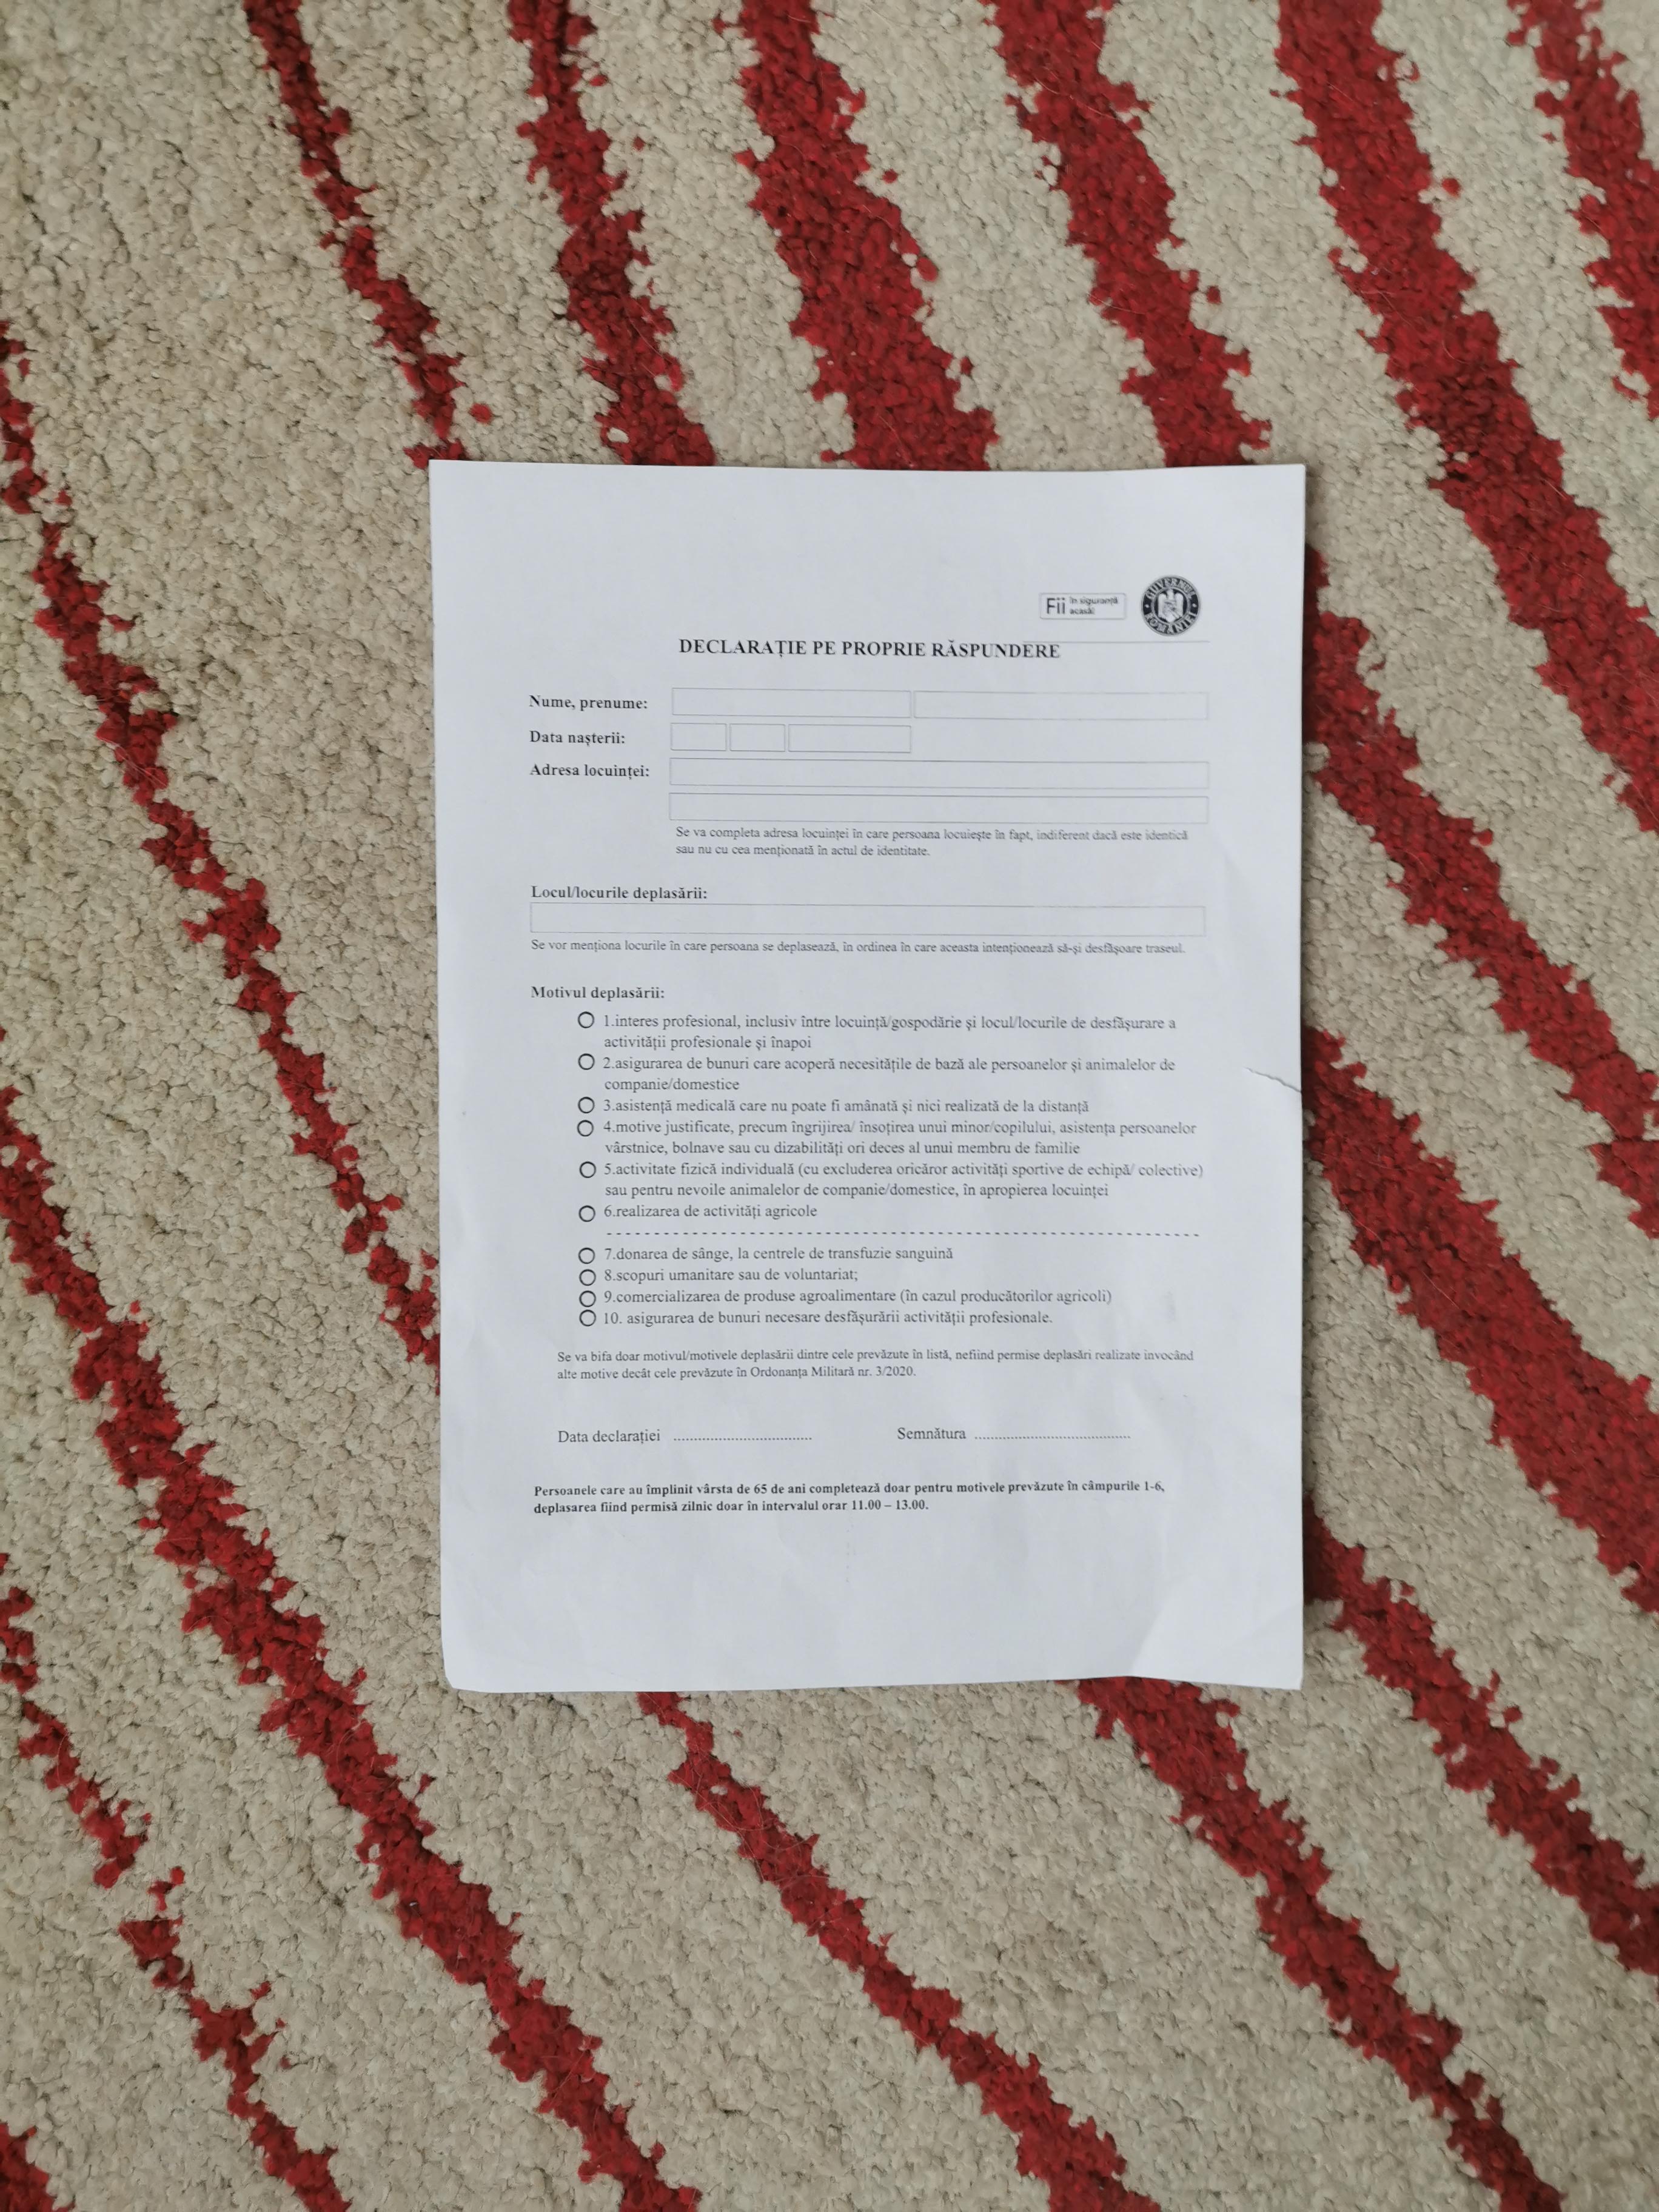 Fii în siguranță
acasă!
GUVERNUL ROMÂNIEI
DECLARAȚIE PE PROPRIE RĂSPUNDERE
Nume, prenume:
Data nașterii:
Adresa locuinței:
Se va completa adresa locuinței în care persoana locuiește în fapt, indiferent dacă este identică
sau nu cu cea menționată în actul de identitate.
Locul/locurile deplasării:
Se vor menționa locurile în care persoana se deplasează, în ordinea în care aceasta intenționează să-și desfășoare traseul.
Motivul deplasării:
1.interes profesional, inclusiv între locuință/gospodărie și locul/locurile de desfășurare a
activității profesionale și înapoi
2.asigurarea de bunuri care acoperă necesitățile de bază ale persoanelor și animalelor de
companie/domestice
3.asistență medicală care nu poate fi amânată și nici realizată de la distanță
4.motive justificate, precum îngrijirea/ însoțirea unui minor/copilului, asistența persoanelor
vârstnice, bolnave sau cu dizabilități ori deces al unui membru de familie
5.activitate fizică individuală (cu excluderea oricăror activități sportive de echipă/ colective)
sau pentru nevoile animalelor de companie/domestice, în apropierea locuinței
6.realizarea de activități agricole
7.donarea de sânge, la centrele de transfuzie sanguină
8.scopuri umanitare sau de voluntariat;
9.comercializarea de produse agroalimentare (în cazul producătorilor agricoli)
10. asigurarea de bunuri necesare desfășurării activității profesionale.
Se va bifa doar motivul/motivele deplasării dintre cele prevăzute în listă, nefiind permise deplasări realizate invocând
alte motive decât cele prevăzute în Ordonanța Militară nr. 3/2020.
Data declarației ..................................  Semnătura ......................................
Persoanele care au împlinit vârsta de 65 de ani completează doar pentru motivele prevăzute în câmpurile 1-6,
deplasarea fiind permisă zilnic doar în intervalul orar 11.00 – 13.00.